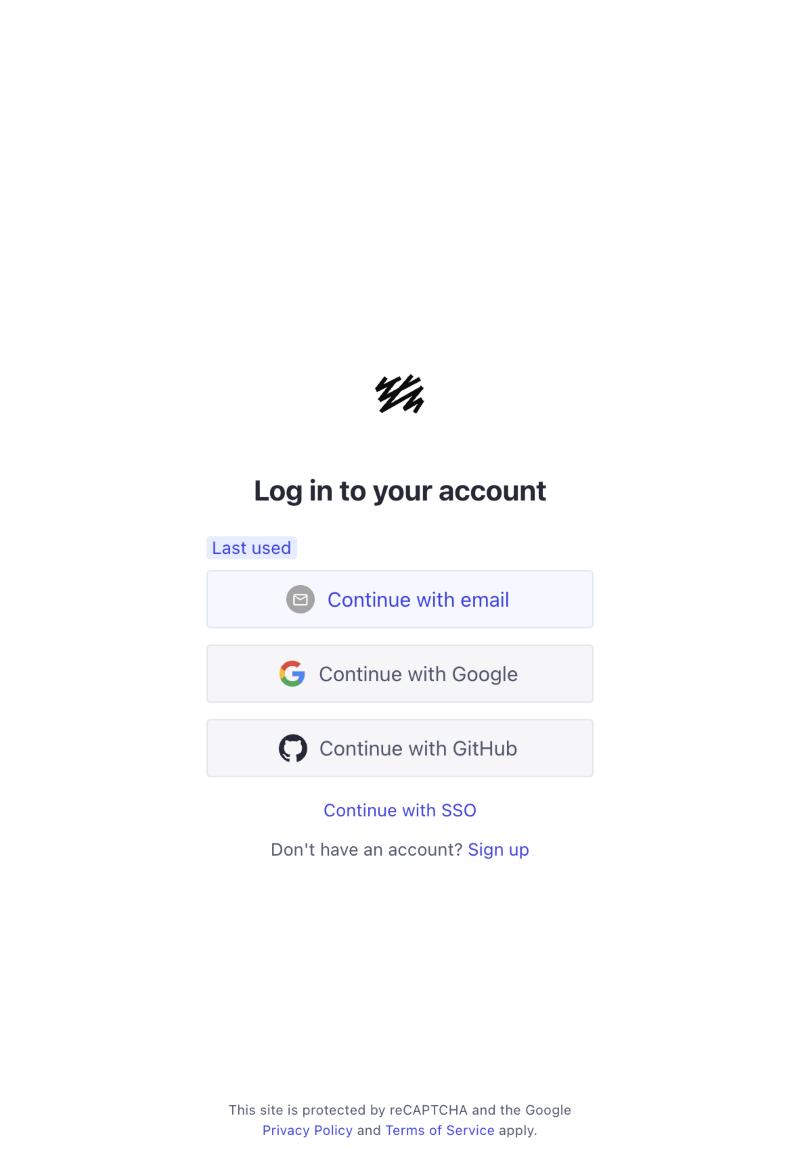 Log in to your account
Last used
Continue with email
Continue with Google
Continue with GitHub
Continue with SSO
Don't have an account? Sign up
This site is protected by reCAPTCHA and the Google
Privacy Policy and Terms of Service apply.